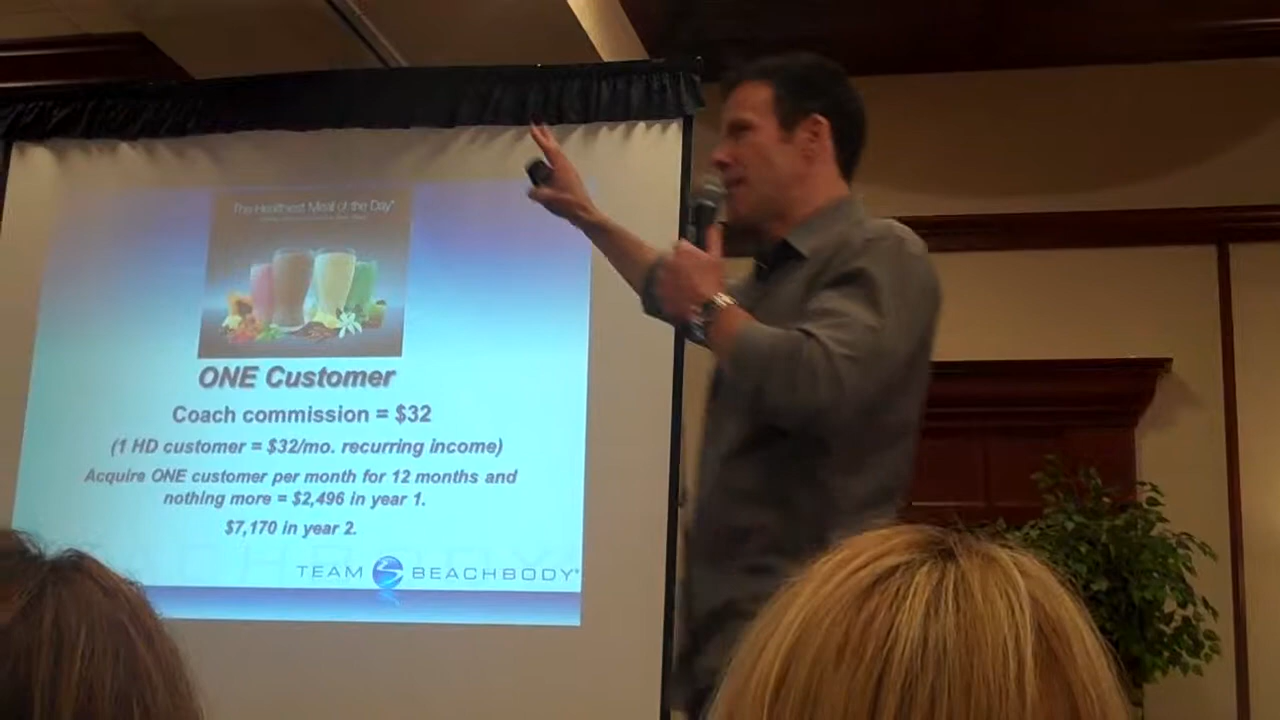 The Healthiest Meal of the Day®
ONE Customer
Coach commission = $32
(1 HD customer = $32/mo. recurring income)
Acquire ONE customer per month for 12 months and
nothing more = $2,496 in year 1.
$7,170 in year 2.
TEAM BEACHBODY®